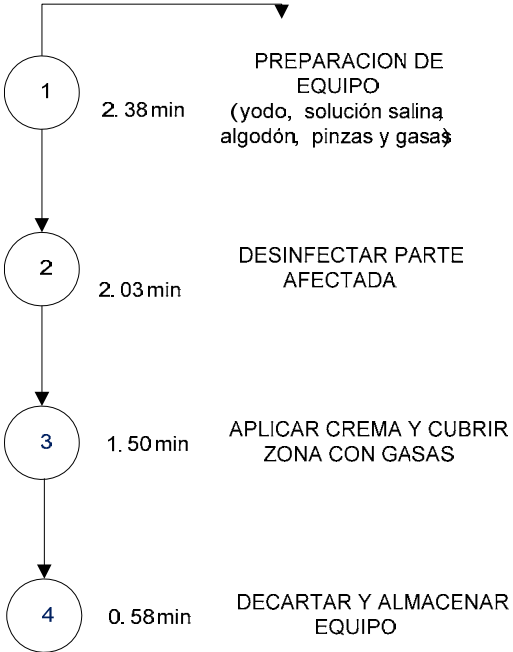 1
2. 38 min
PREPARACION DE
EQUIPO
(yodo, solución salina,
algodón, pinzas y gasas)
2
2. 03 min
DESINFECTAR PARTE
AFECTADA
3
1. 50 min
APLICAR CREMA Y CUBRIR
ZONA CON GASAS
4
0. 58 min
DECARTAR Y ALMACENAR
EQUIPO